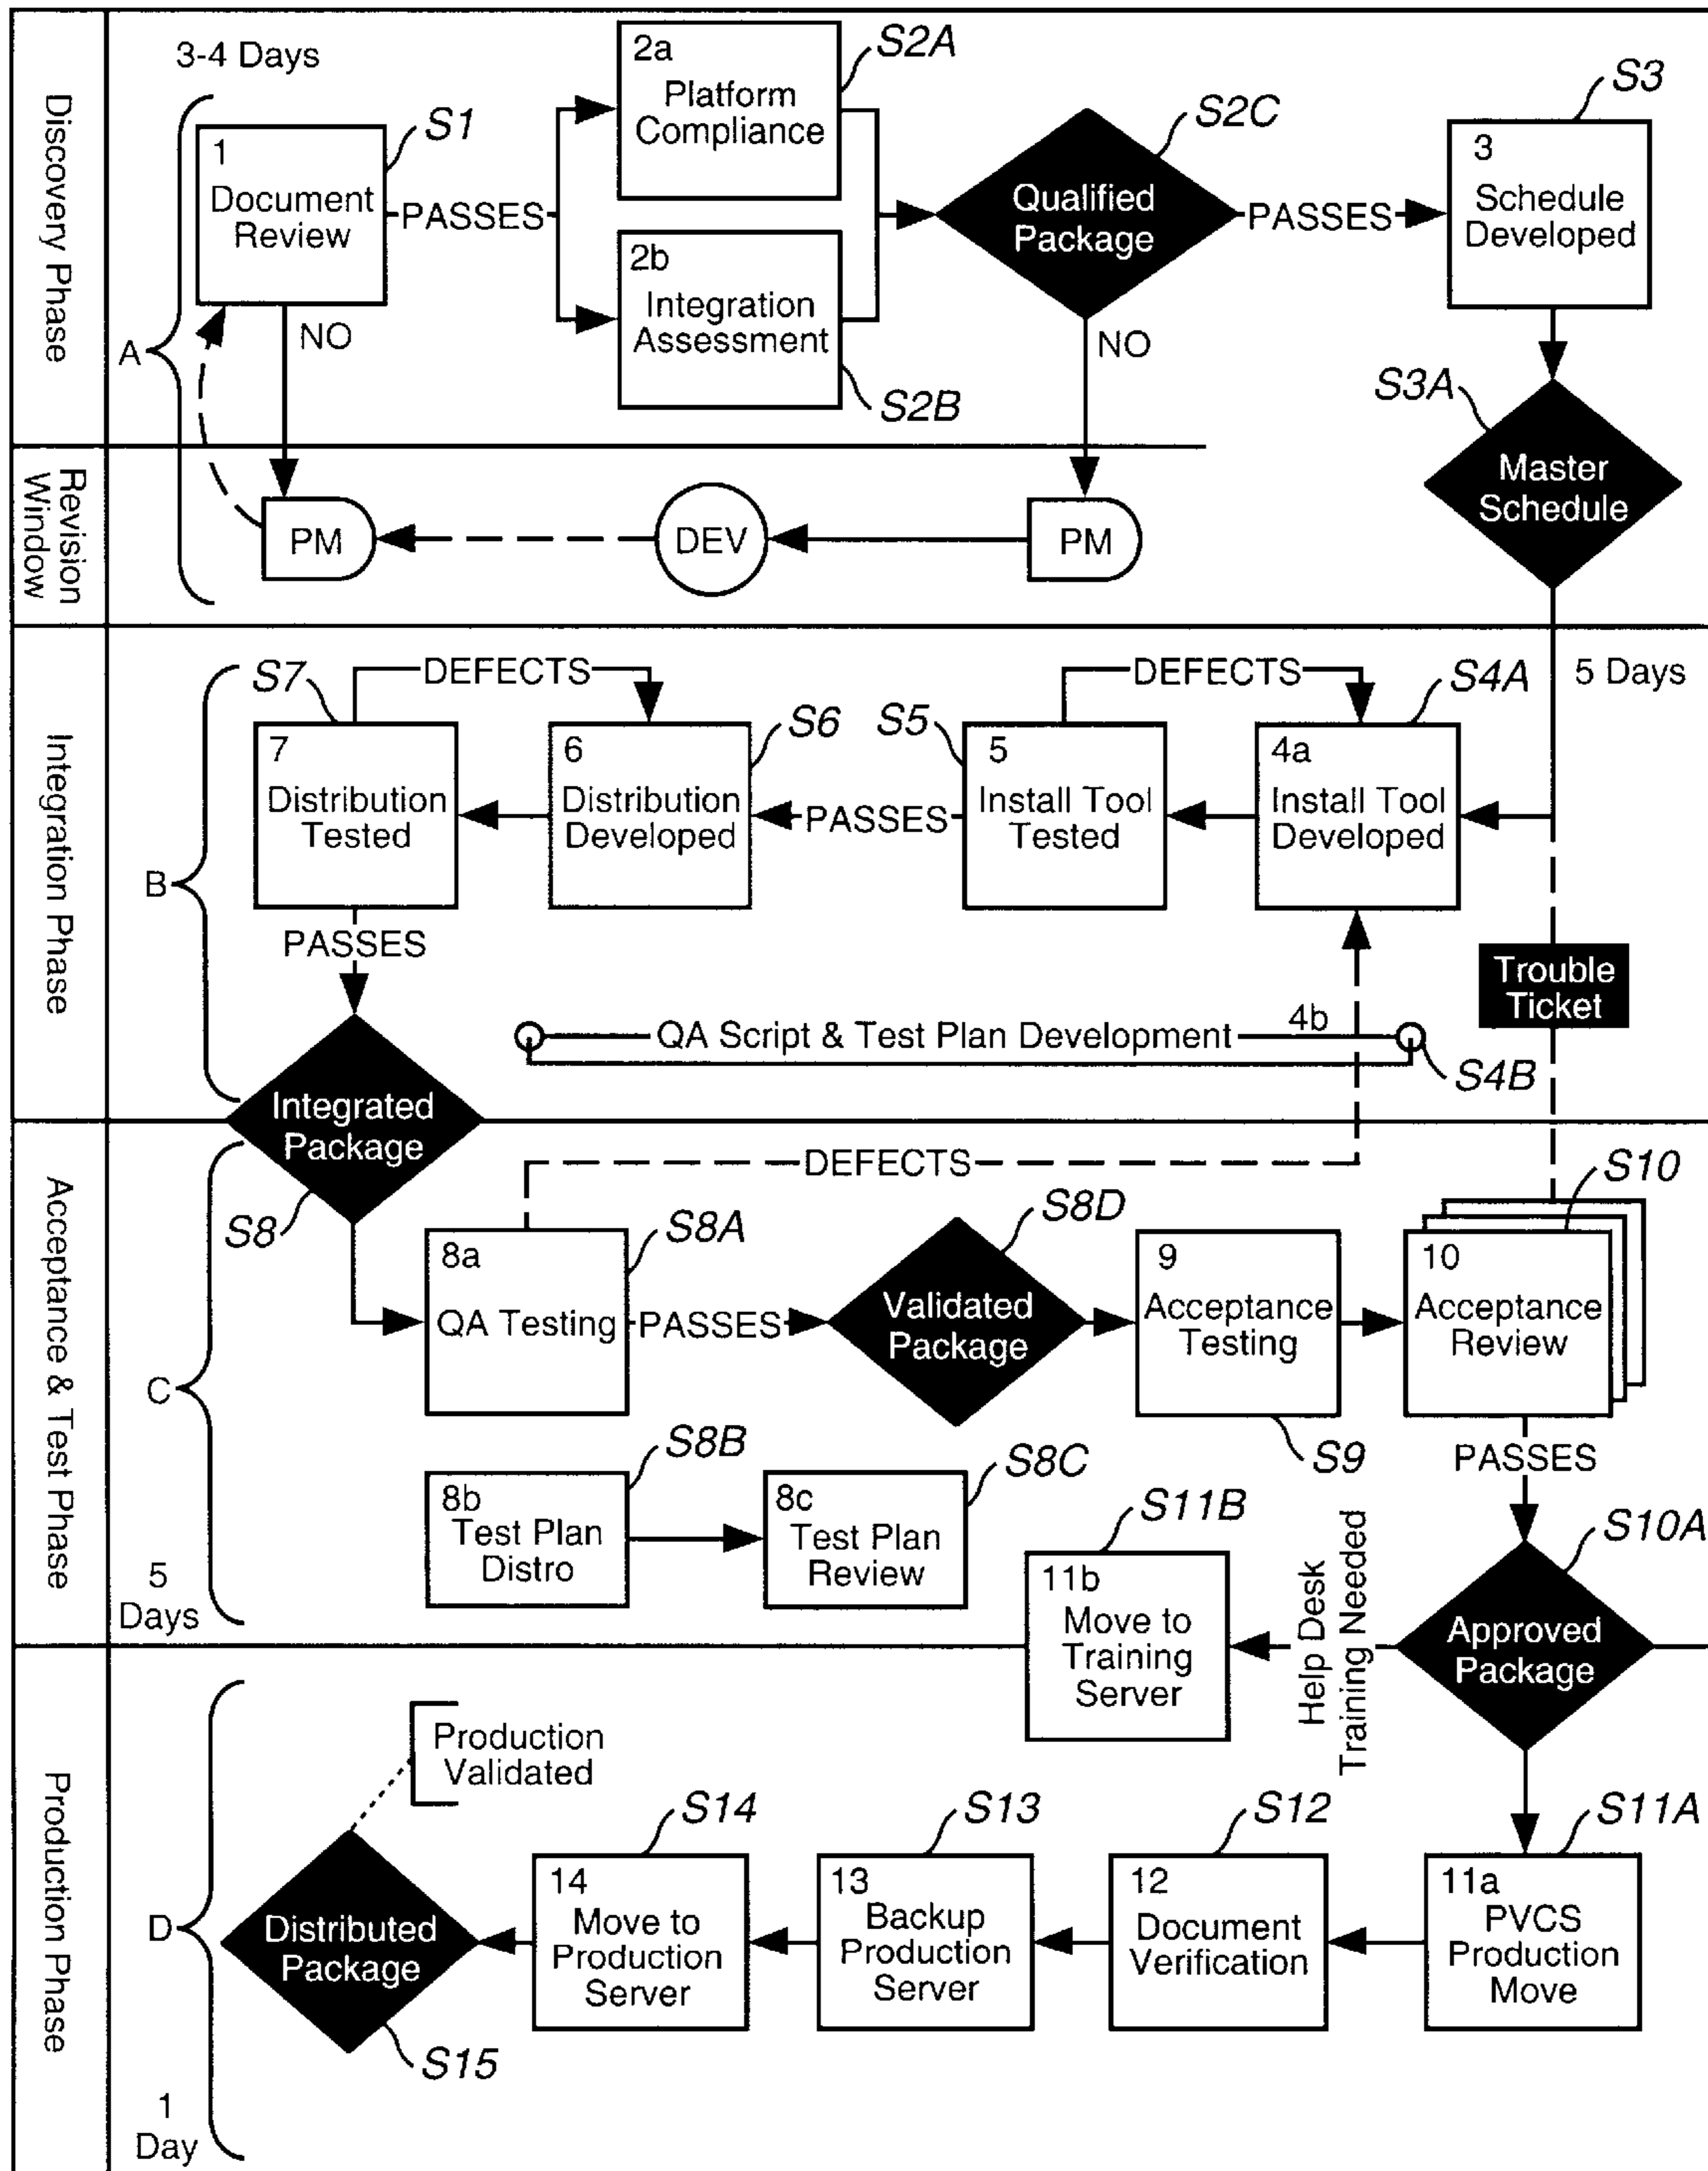 Discovery Phase
3-4 Days
A
1
Document
Review
S1
PASSES
NO
2a
Platform
Compliance
S2A
2b
Integration
Assessment
S2B
Qualified
Package
S2C
PASSES
NO
3
Schedule
Developed
S3
S3A
Master
Schedule
Revision
Window
PM
DEV
PM
Integration Phase
B
5 Days
S7
DEFECTS
7
Distribution
Tested
6
Distribution
Developed
S6
PASSES
S5
5
Install Tool
Tested
DEFECTS
S4A
4a
Install Tool
Developed
PASSES
Trouble
Ticket
QA Script & Test Plan Development
4b
S4B
Integrated
Package
S8
Acceptance & Test Phase
C
5
Days
DEFECTS
8a
QA Testing
S8A
PASSES
Validated
Package
S8D
9
Acceptance
Testing
S9
10
Acceptance
Review
S10
PASSES
8b
Test Plan
Distro
S8B
8c
Test Plan
Review
S8C
S11B
11b
Move to
Training
Server
Help Desk
Training Needed
Approved
Package
S10A
Production Phase
D
1
Day
Production
Validated
Distributed
Package
S15
14
Move to
Production
Server
S14
13
Backup
Production
Server
S13
12
Document
Verification
S12
11a
PVCS
Production
Move
S11A